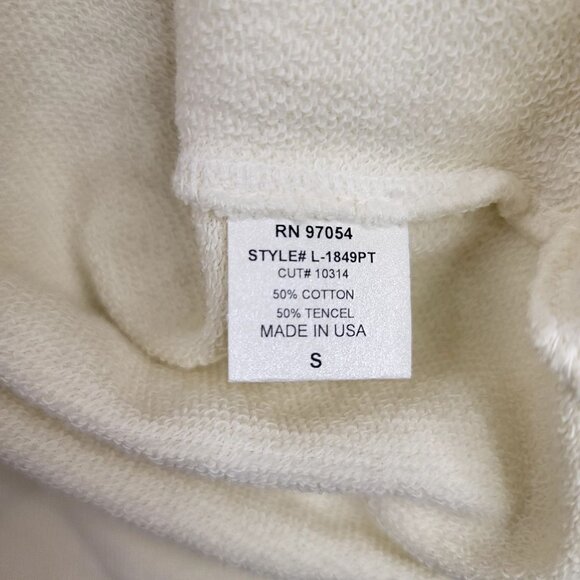 RN 97054
STYLE# L-1849PT
CUT# 10314
50% COTTON
50% TENCEL
MADE IN USA
S